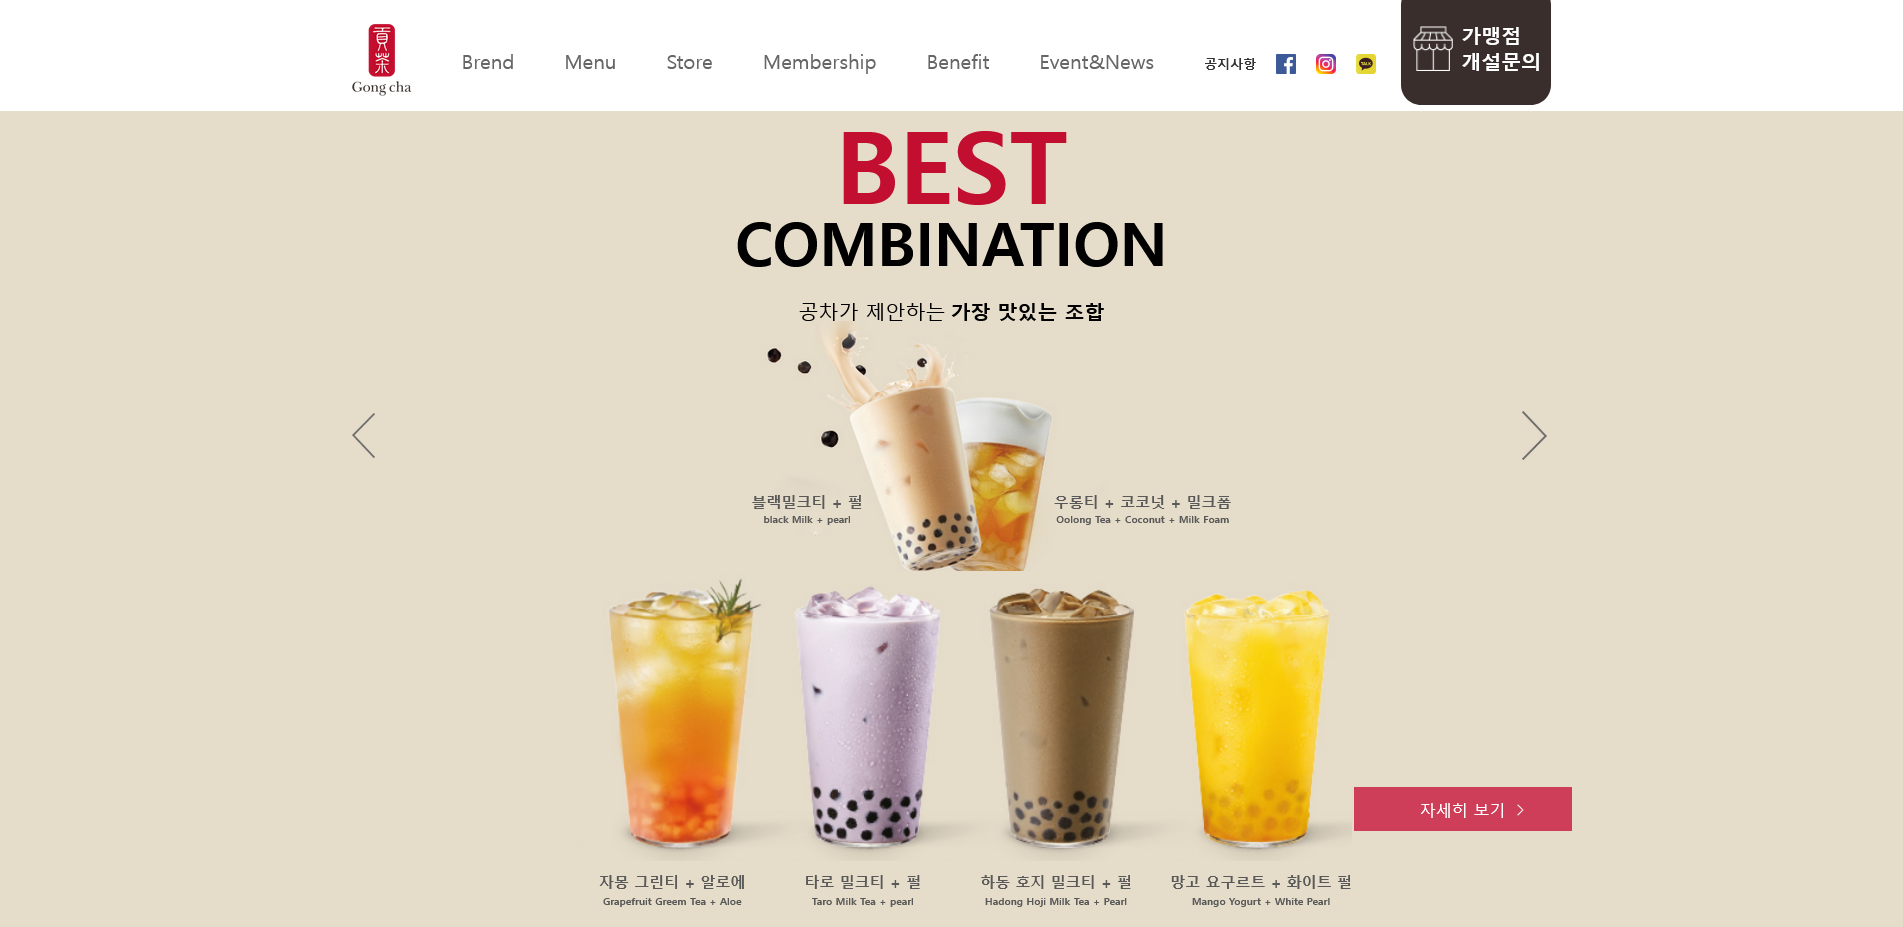 貢茶
Gong cha
Brend
Menu
Store
Membership
Benefit
Event&News
공지사항
TALK
가맹점
개설문의
BEST
COMBINATION
공차가 제안하는 가장 맛있는 조합
블랙밀크티 + 펄
black Milk + pearl
우롱티 + 코코넛 + 밀크폼
Oolong Tea + Coconut + Milk Foam
자몽 그린티 + 알로에
Grapefruit Greem Tea + Aloe
타로 밀크티 + 펄
Taro Milk Tea + pearl
하동 호지 밀크티 + 펄
Hadong Hoji Milk Tea + Pearl
망고 요구르트 + 화이트 펄
Mango Yogurt + White Pearl
자세히 보기 >